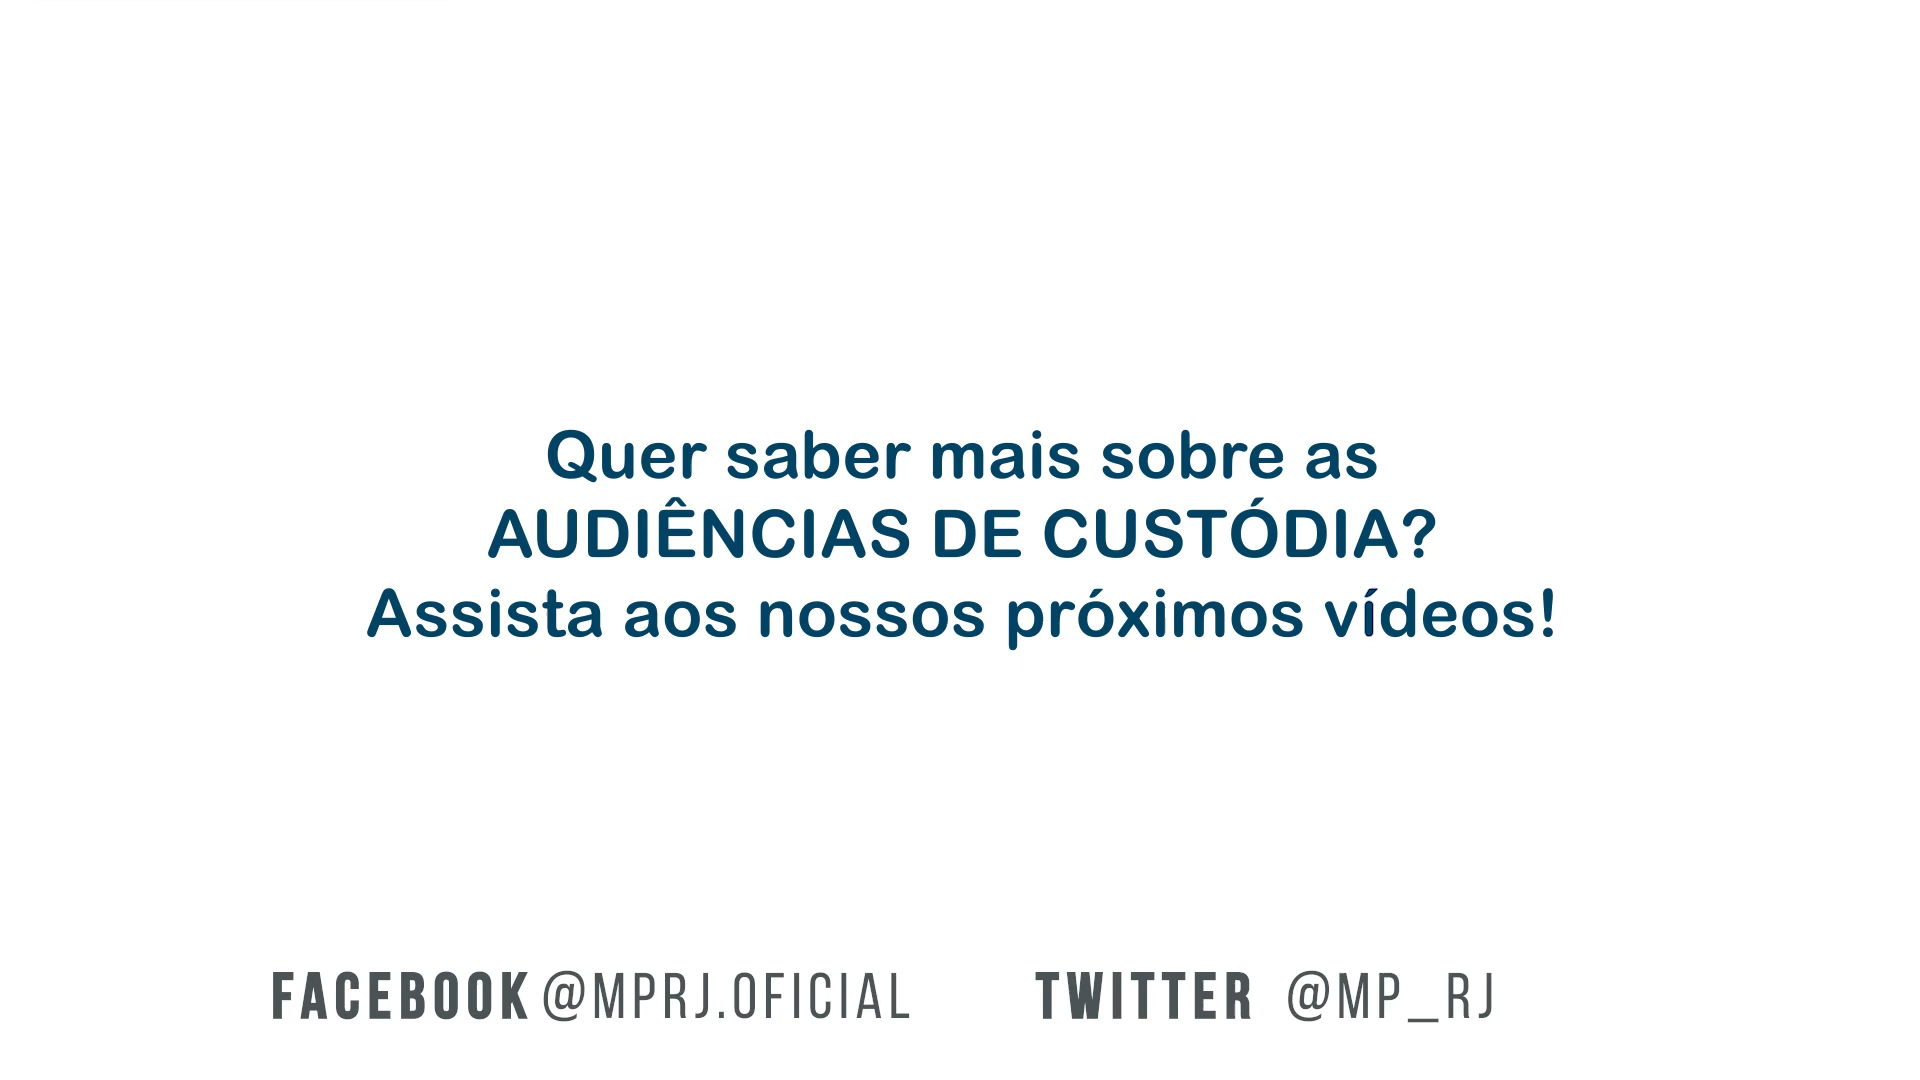 Quer saber mais sobre as
AUDIÊNCIAS DE CUSTÓDIA?
Assista aos nossos próximos vídeos!
FACEBOOK @MPRJ.OFICIAL TWITTER @MP_RJ